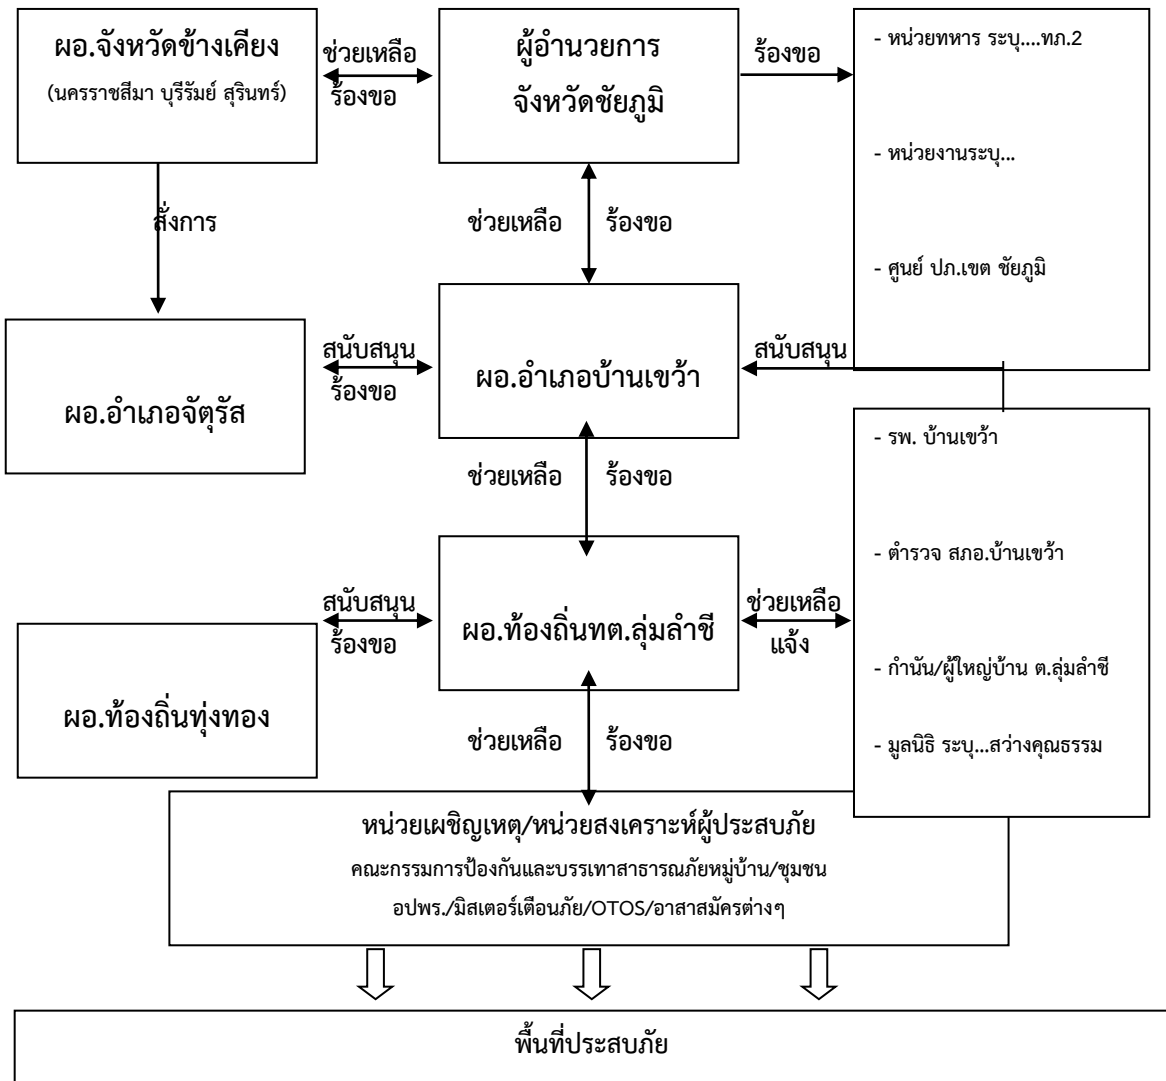 ผอ.จังหวัดข้างเคียง
(นครราชสีมา บุรีรัมย์ สุรินทร์)
ช่วยเหลือ
ร้องขอ
ผู้อำนวยการ
จังหวัดชัยภูมิ
ร้องขอ
- หน่วยทหาร ระบุ....ทภ.2
- หน่วยงานระบุ...
- ศูนย์ ปภ.เขต ชัยภูมิ
สั่งการ
ช่วยเหลือ
ร้องขอ
ผอ.อำเภอจัตุรัส
สนับสนุน
ร้องขอ
ผอ.อำเภอบ้านเขว้า
สนับสนุน
ช่วยเหลือ
ร้องขอ
- รพ. บ้านเขว้า
- ตำรวจ สภอ.บ้านเขว้า
- กำนัน/ผู้ใหญ่บ้าน ต.ลุ่มลำชี
- มูลนิธิ ระบุ...สว่างคุณธรรม
ผอ.ท้องถิ่นทุ่งทอง
สนับสนุน
ร้องขอ
ผอ.ท้องถิ่นทต.ลุ่มลำชี
ช่วยเหลือ
แจ้ง
ช่วยเหลือ
ร้องขอ
หน่วยเผชิญเหตุ/หน่วยสงเคราะห์ผู้ประสบภัย
คณะกรรมการป้องกันและบรรเทาสาธารณภัยหมู่บ้าน/ชุมชน
อปพร./มิสเตอร์เตือนภัย/OTOS/อาสาสมัครต่างๆ
พื้นที่ประสบภัย